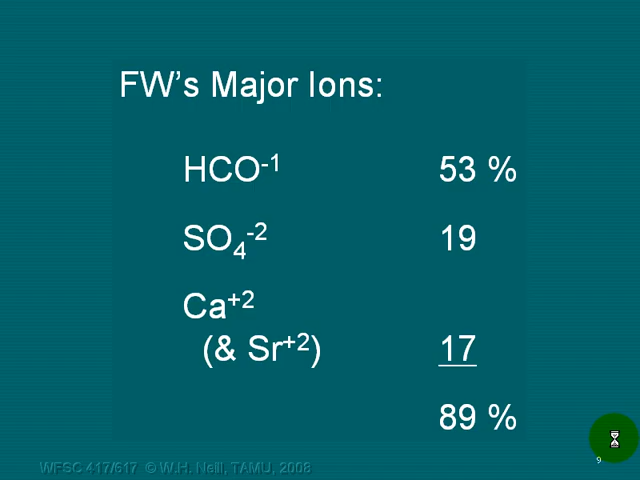 FW's Major Ions:
HCO⁻¹ 53 %
SO₄⁻² 19
Ca⁺²
(& Sr⁺²) 17
89 %
WFSC 417/617 © W.H. Neill, TAMU, 2008
9